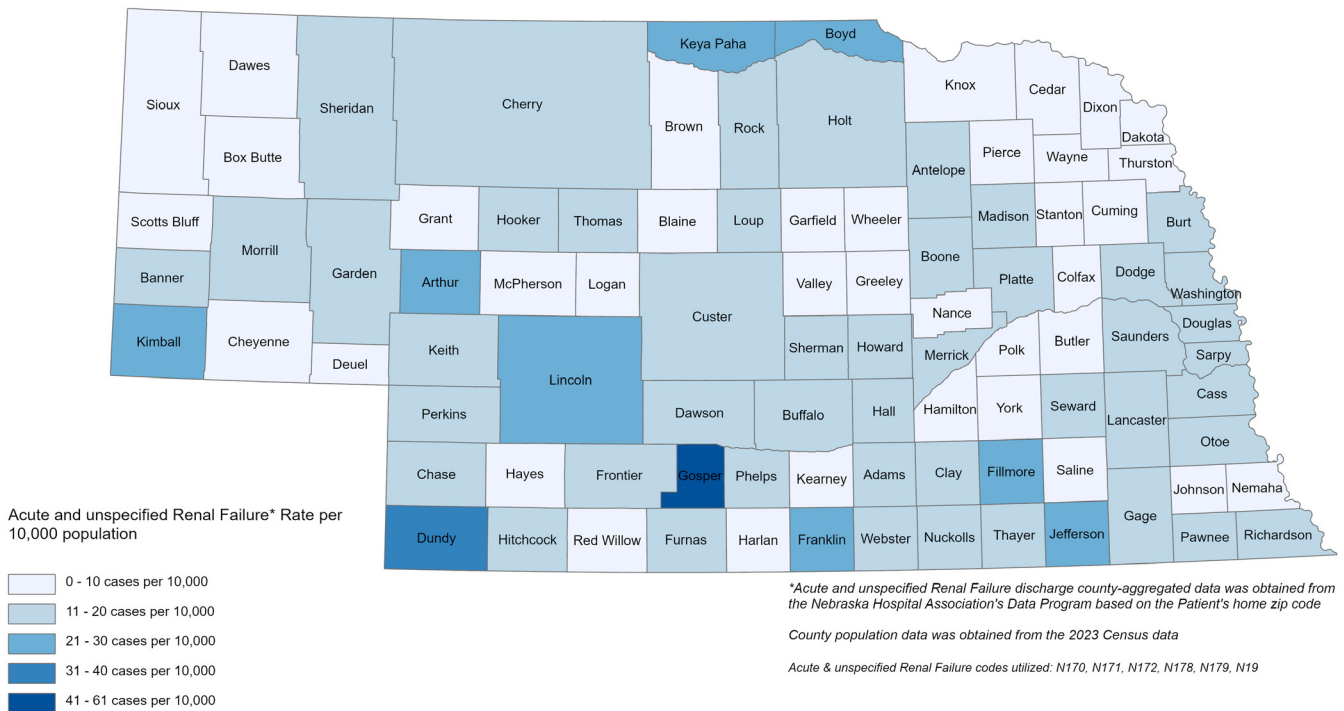 Keya Paha
Boyd
Dawes
Sioux
Sheridan
Cherry
Knox
Cedar
Dixon
Dakota
Brown
Rock
Holt
Box Butte
Antelope
Pierce
Wayne
Thurston
Scotts Bluff
Grant
Hooker
Thomas
Blaine
Loup
Garfield
Wheeler
Madison
Stanton
Cuming
Burt
Morrill
Banner
Garden
Arthur
McPherson
Logan
Custer
Valley
Greeley
Boone
Platte
Colfax
Dodge
Washington
Nance
Kimball
Cheyenne
Deuel
Keith
Lincoln
Sherman
Howard
Merrick
Polk
Butler
Saunders
Douglas
Sarpy
Perkins
Dawson
Buffalo
Hall
Hamilton
York
Seward
Lancaster
Cass
Otoe
Chase
Hayes
Frontier
Gosper
Phelps
Kearney
Adams
Clay
Fillmore
Saline
Johnson
Nemaha
Dundy
Hitchcock
Red Willow
Furnas
Harlan
Franklin
Webster
Nuckolls
Thayer
Jefferson
Gage
Pawnee
Richardson
Acute and unspecified Renal Failure* Rate per
10,000 population
0 - 10 cases per 10,000
11 - 20 cases per 10,000
21 - 30 cases per 10,000
31 - 40 cases per 10,000
41 - 61 cases per 10,000
*Acute and unspecified Renal Failure discharge county-aggregated data was obtained from
the Nebraska Hospital Association's Data Program based on the Patient's home zip code
County population data was obtained from the 2023 Census data
Acute & unspecified Renal Failure codes utilized: N170, N171, N172, N178, N179, N19